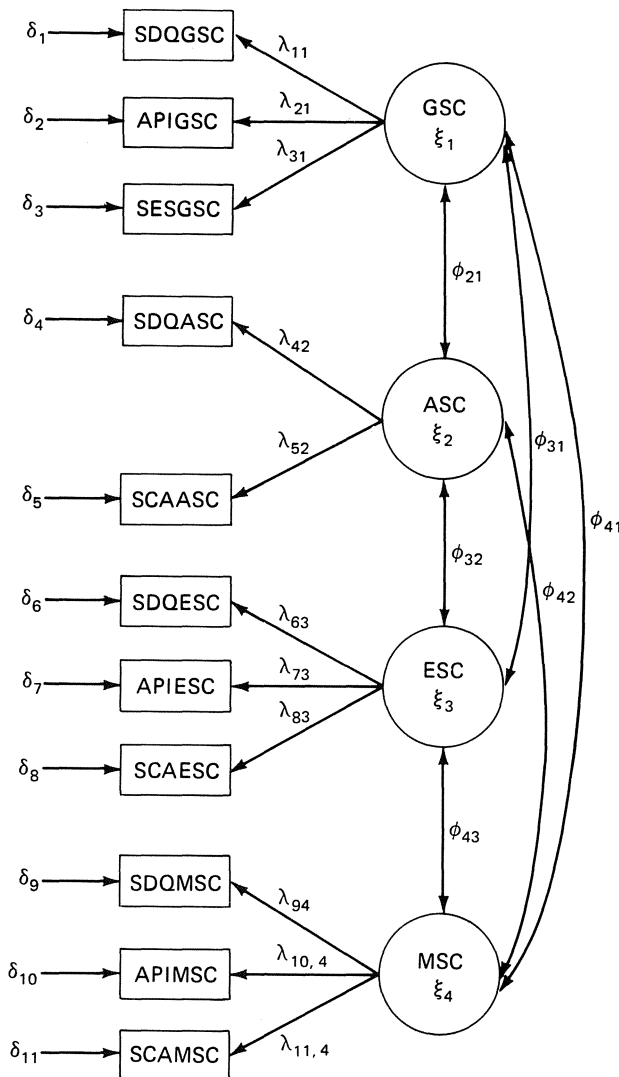 δ₁ SDQGSC λ₁₁
δ₂ APIGSC λ₂₁ GSC
ξ₁
δ₃ SESGSC λ₃₁
ϕ₂₁
δ₄ SDQASC λ₄₂
ASC
ξ₂
δ₅ SCAASC λ₅₂
ϕ₃₁
ϕ₄₁
ϕ₃₂
ϕ₄₂
δ₆ SDQESC λ₆₃
δ₇ APIESC λ₇₃ ESC
ξ₃
δ₈ SCAESC λ₈₃
ϕ₄₃
δ₉ SDQMSC λ₉₄
δ₁₀ APIMSC λ₁₀,₄ MSC
ξ₄
δ₁₁ SCAMSC λ₁₁,₄